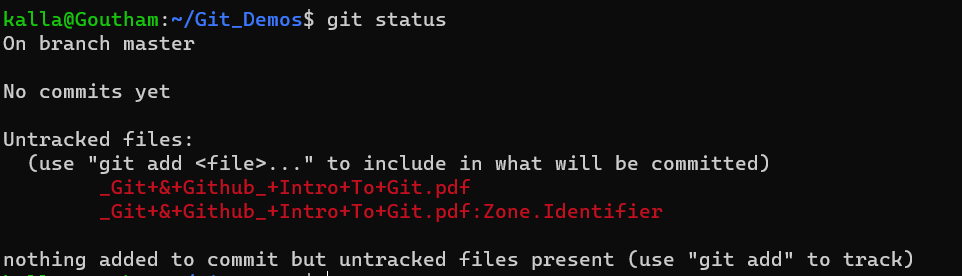 kalla@Goutham:~/Git_Demos$ git status
On branch master
No commits yet
Untracked files:
(use "git add <file>..." to include in what will be committed)
_Git+&+Github_+Intro+To+Git.pdf
_Git+&+Github_+Intro+To+Git.pdf:Zone.Identifier
nothing added to commit but untracked files present (use "git add" to track)